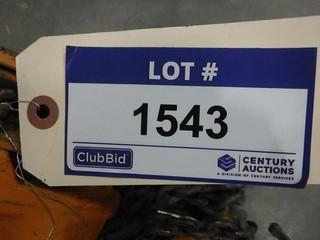 LOT #
1543
ClubBid
CENTURY
AUCTIONS
A DIVISION OF CENTURY SERVICES